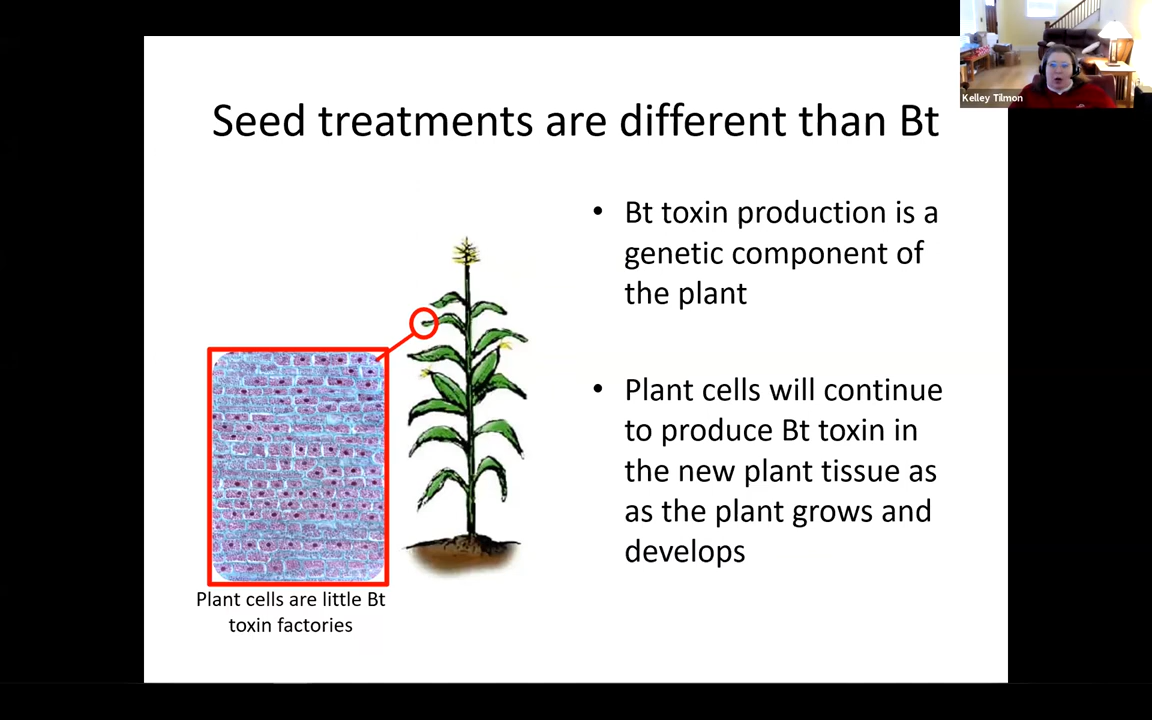 Kelley Tilmon
Seed treatments are different than Bt
• Bt toxin production is a
genetic component of
the plant
• Plant cells will continue
to produce Bt toxin in
the new plant tissue as
as the plant grows and
develops
Plant cells are little Bt
toxin factories